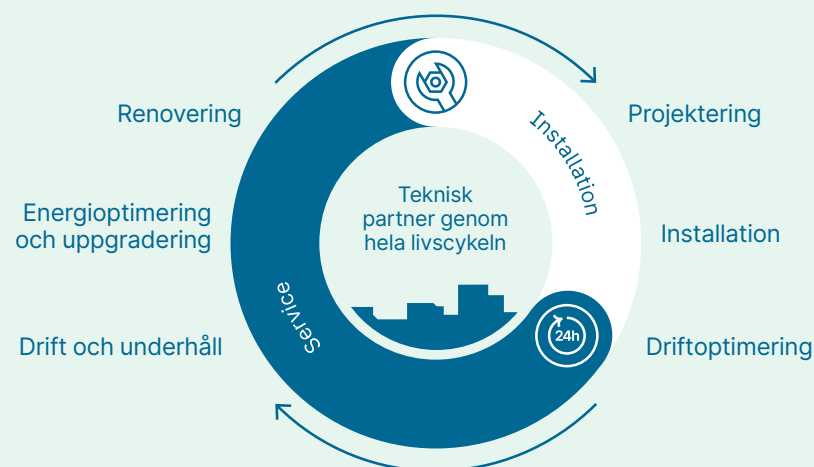 Renovering
Projektering
Installation
Teknisk
partner genom
hela livscykeln
Energioptimering
och uppgradering
Installation
Service
24h
Drift och underhåll
Driftoptimering